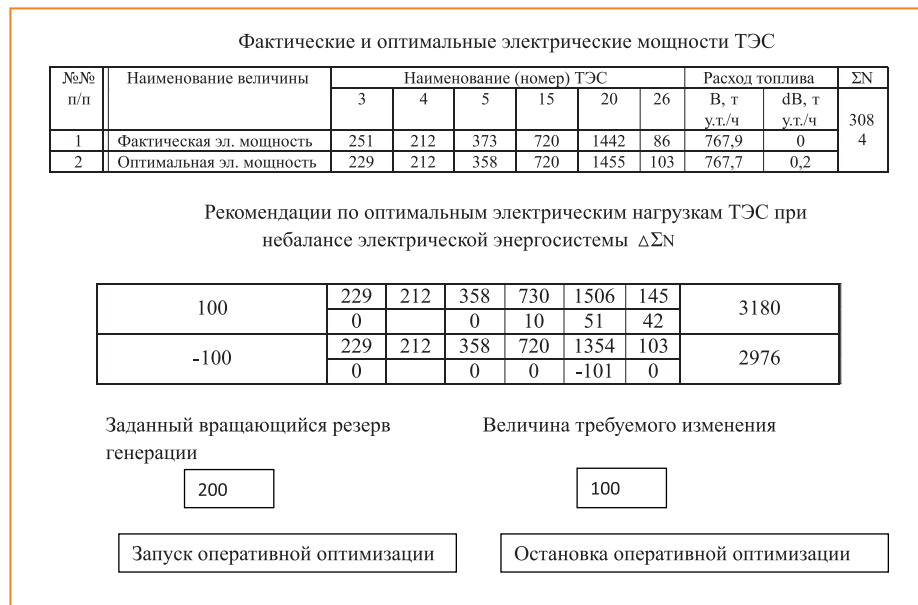 Фактические и оптимальные электрические мощности ТЭС
№№ п/п Наименование величины Наименование (номер) ТЭС Расход топлива ΣN
3 4 5 15 20 26 B, т у.т./ч dB, т у.т./ч 3084
1 Фактическая эл. мощность 251 212 373 720 1442 86 767,9 0
2 Оптимальная эл. мощность 229 212 358 720 1455 103 767,7 0,2
Рекомендации по оптимальным электрическим нагрузкам ТЭС при
небалансе электрической энергосистемы ΔΣN
100 229 212 358 730 1506 145 3180
0 0 10 51 42
-100 229 212 358 720 1354 103 2976
0 0 0 -101 0
Заданный вращающийся резерв
генерации
Величина требуемого изменения
200
100
Запуск оперативной оптимизации
Остановка оперативной оптимизации